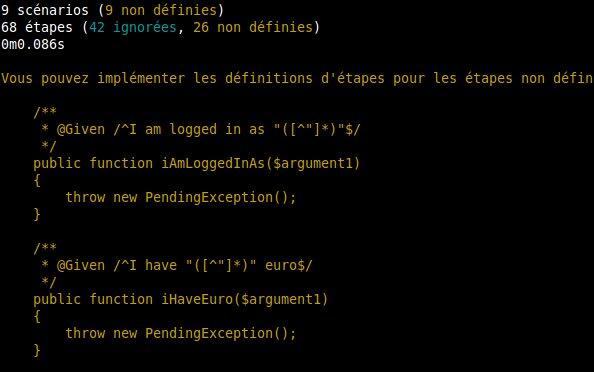 9 scénarios (9 non définies)
68 étapes (42 ignorées, 26 non définies)
0m0.086s
Vous pouvez implémenter les définitions d'étapes pour les étapes non défin
/**
* @Given /^I am logged in as "([^"]*)"$/
*/
public function iAmLoggedInAs($argument1)
{
throw new PendingException();
}
/**
* @Given /^I have "([^"]*)" euro$/
*/
public function iHaveEuro($argument1)
{
throw new PendingException();
}